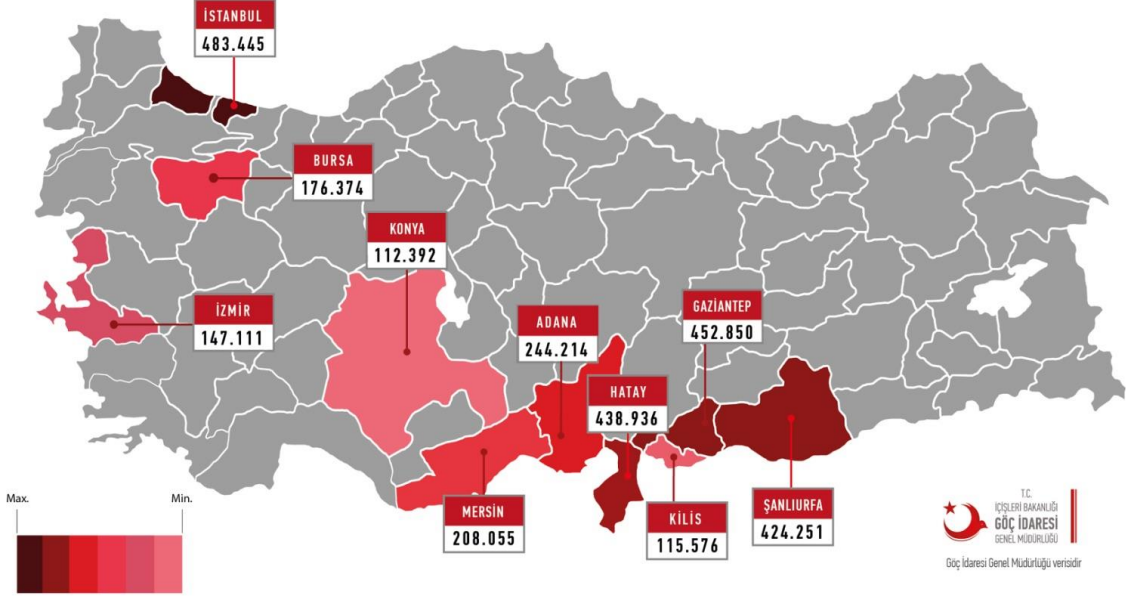 İSTANBUL
483.445
BURSA
176.374
KONYA
112.392
İZMİR
147.111
ADANA
244.214
GAZİANTEP
452.850
HATAY
438.936
MERSİN
208.055
KİLİS
115.576
ŞANLIURFA
424.251
Max.
Min.
T.C.
İÇİŞLERİ BAKANLIĞI
GÖÇ İDARESİ
GENEL MÜDÜRLÜĞÜ
Göç İdaresi Genel Müdürlüğü verisidir